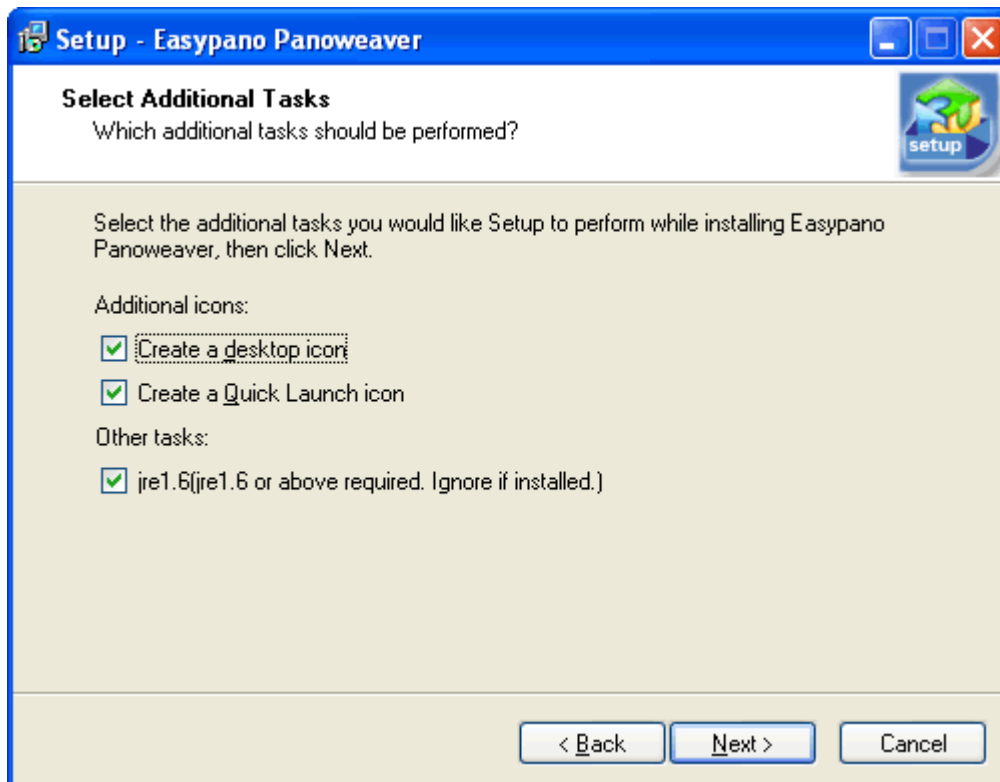 Setup - Easypano Panoweaver
Select Additional Tasks
Which additional tasks should be performed?
setup
Select the additional tasks you would like Setup to perform while installing Easypano
Panoweaver, then click Next.
Additional icons:
Create a desktop icon
Create a Quick Launch icon
Other tasks:
jre1.6(jre1.6 or above required. Ignore if installed.)
< Back
Next >
Cancel